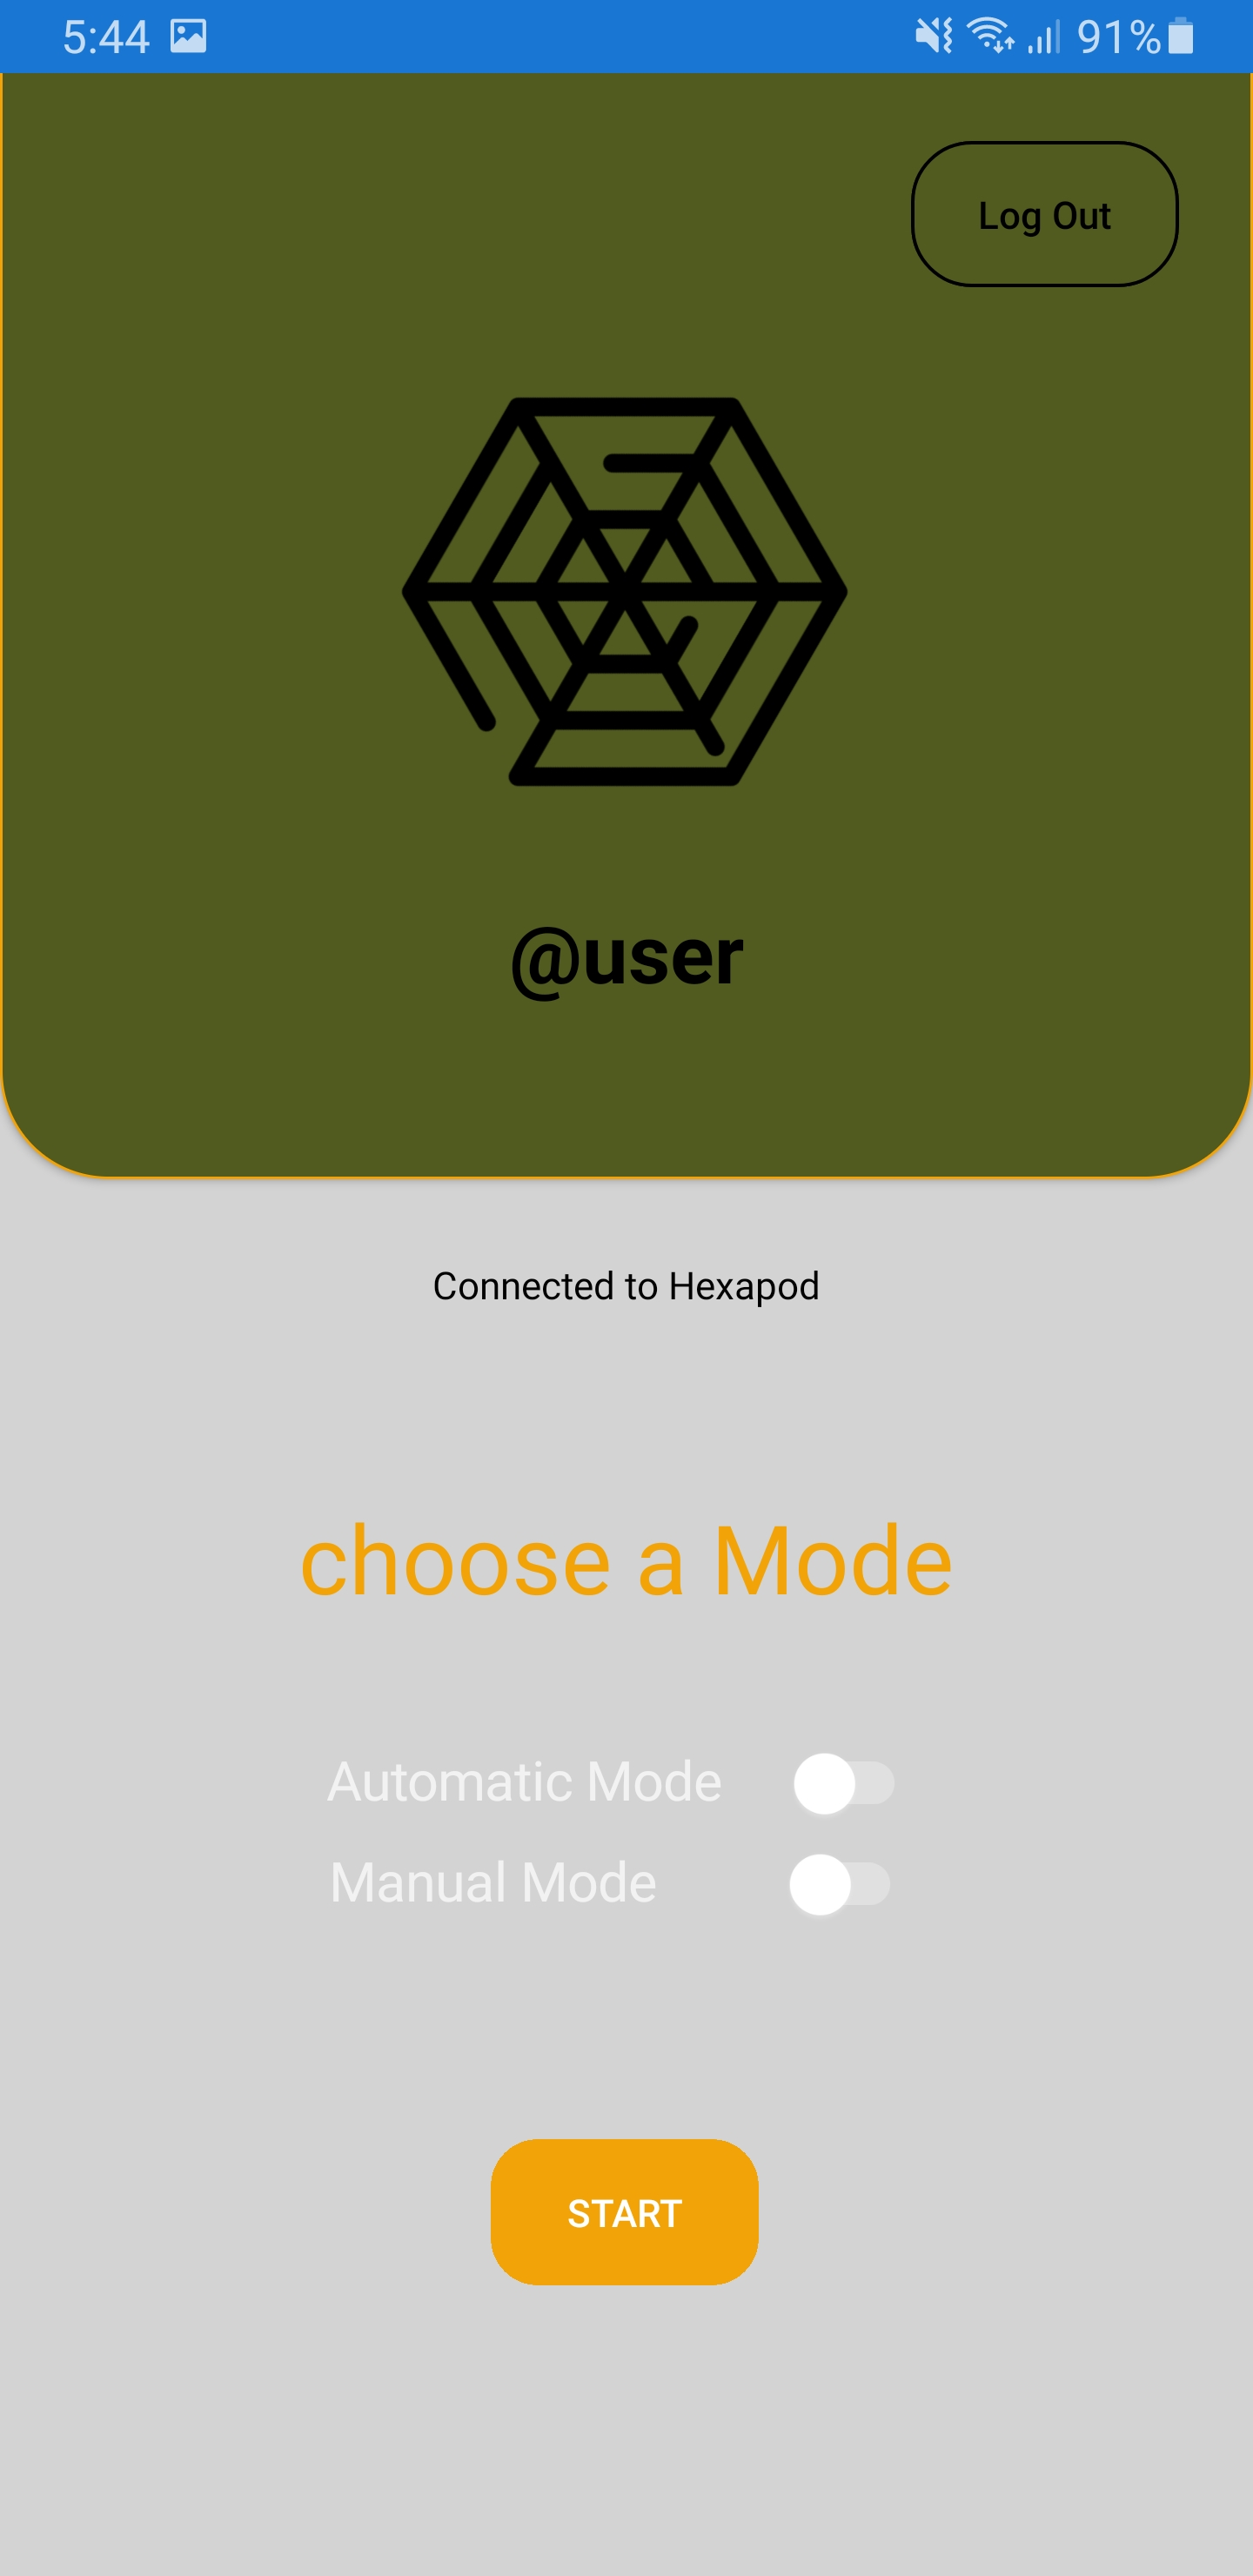 5:44 91%
Log Out
@user
Connected to Hexapod
choose a Mode
Automatic Mode
Manual Mode
START